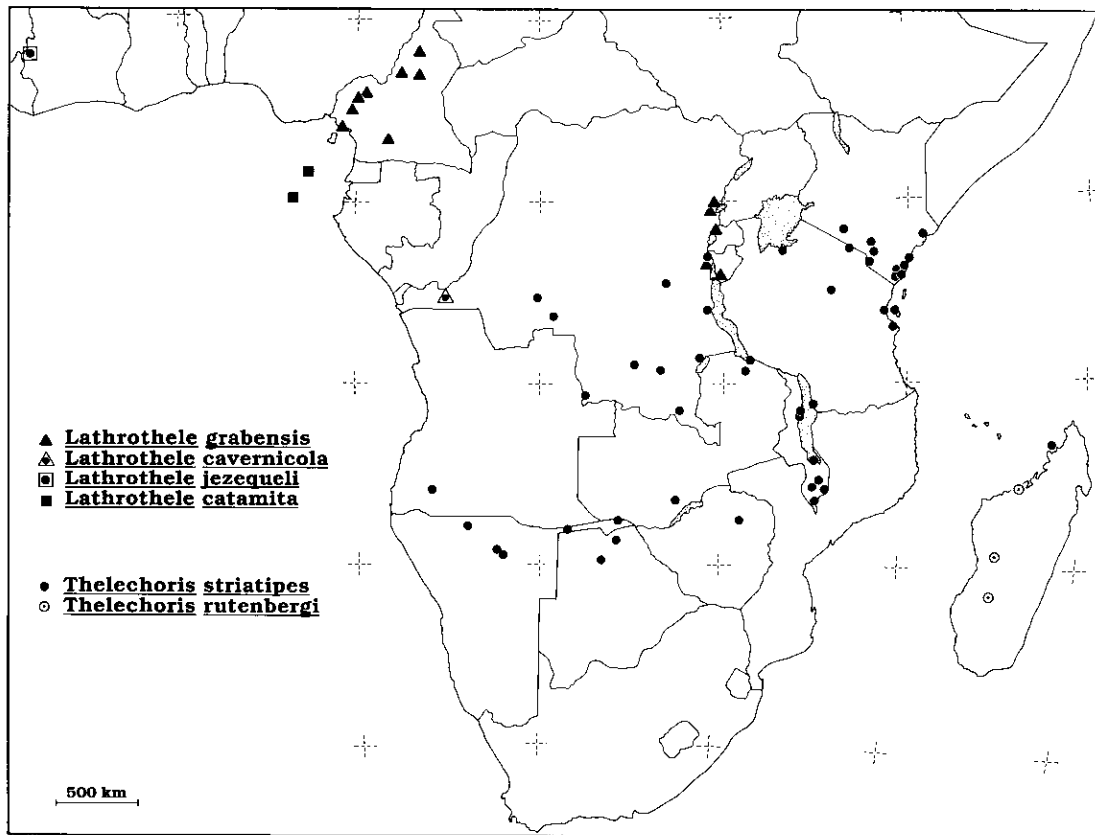 Lathrothele grabensis
Lathrothele cavernicola
Lathrothele jezequeli
Lathrothele catamita
Thelechoris striatipes
Thelechoris rutenbergi
500 km